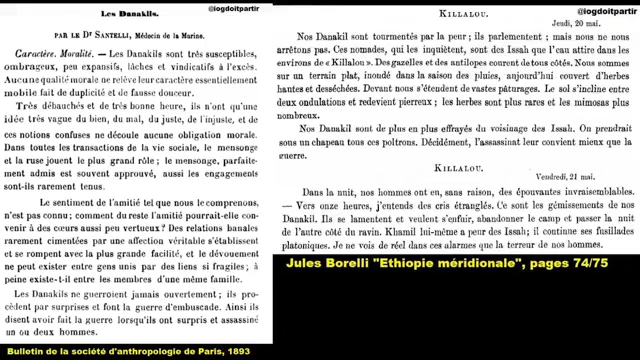 Les Danakils.
@iogdoitpartir
PAR LE Dr SANTELLI, Médecin de la Marine.
Caractère. Moralité. — Les Danakils sont très susceptibles,
ombrageux, peu expansifs, lâches et vindicatifs à l'excès.
Aucune qualité morale ne relève leur caractère essentiellement
mobile fait de duplicité et de fausse douceur.
Très débauchés et de très bonne heure, ils n'ont qu'une
idée très vague du bien, du mal, du juste, de l'injuste, et de
ces notions confuses ne découle aucune obligation morale.
Dans toutes les transactions de la vie sociale, le mensonge
et la ruse jouent le plus grand rôle ; le mensonge, parfaite-
ment admis est souvent approuvé, aussi les engagements
sont-ils rarement tenus.
Le sentiment de l'amitié tel que nous le comprenons,
n'est pas connu ; comment du reste l'amitié pourrait-elle con-
venir à des cœurs aussi peu vertueux ? Des relations banales
rarement cimentées par une affection véritable s'établissent
et se rompent avec la plus grande facilité, et le dévouement
ne peut exister entre gens unis par des liens si fragiles ; à
peine existe-t-il entre les membres d'une même famille.
Les Danakils ne guerroient jamais ouvertement ; ils pro-
cèdent par surprises et font la guerre d'embuscade. Ainsi ils
disent avoir fait la guerre lorsqu'ils ont surpris et assassiné
un ou deux hommes.
Bulletin de la société d'anthropologie de Paris, 1893
KILLALOU.
@iogdoitpartir
Jeudi, 20 mai.
Nos Danakil sont tourmentés par la peur ; ils parlementent ; mais nous ne nous
arrêtons pas. Ces nomades, qui les inquiètent, sont des Issah que l'eau attire dans les
environs de « Killalou ». Des gazelles et des antilopes courent de tous côtés. Nous sommes
sur un terrain plat, inondé dans la saison des pluies, aujourd'hui couvert d'herbes
hautes et desséchées. Devant nous s'étendent de vastes pâturages. Le sol s'incline entre
deux ondulations et redevient pierreux ; les herbes sont plus rares et les mimosas plus
nombreux.
Nos Danakil sont de plus en plus effrayés du voisinage des Issah. On prendrait
sous un chapeau tous ces poltrons. Décidément, l'assassinat leur convient mieux que la
guerre.
KILLALOU.
Vendredi, 21 mai.
Dans la nuit, nos hommes ont eu, sans raison, des épouvantes invraisemblables.
— Vers onze heures, j'entends des cris étranglés. Ce sont les gémissements de nos
Danakil. Ils se lamentent et veulent s'enfuir, abandonner le camp et passer la nuit
de l'autre côté du ravin. Khamil lui-même a peur des Issah ; il continue ses fusillades
platoniques. Je ne vois de réel dans ces alarmes que la terreur de nos hommes.
Jules Borelli "Ethiopie méridionale", pages 74/75